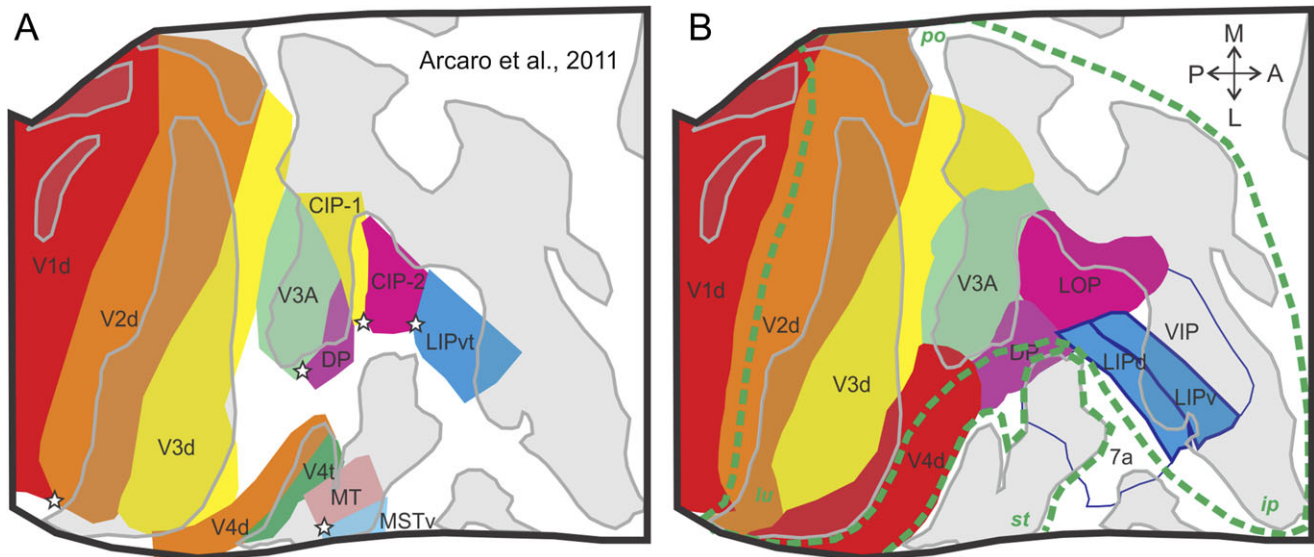 A
Arcaro et al., 2011
CIP-1
V1d
V3A
CIP-2
V2d
LIPvt
DP
V3d
V4t
MT
V4d
MSTv
B
po
M
P A
L
V1d
V3A
LOP
V2d
VIP
DP
LIPd
V3d
LIPv
V4d
7a
lu
st
ip